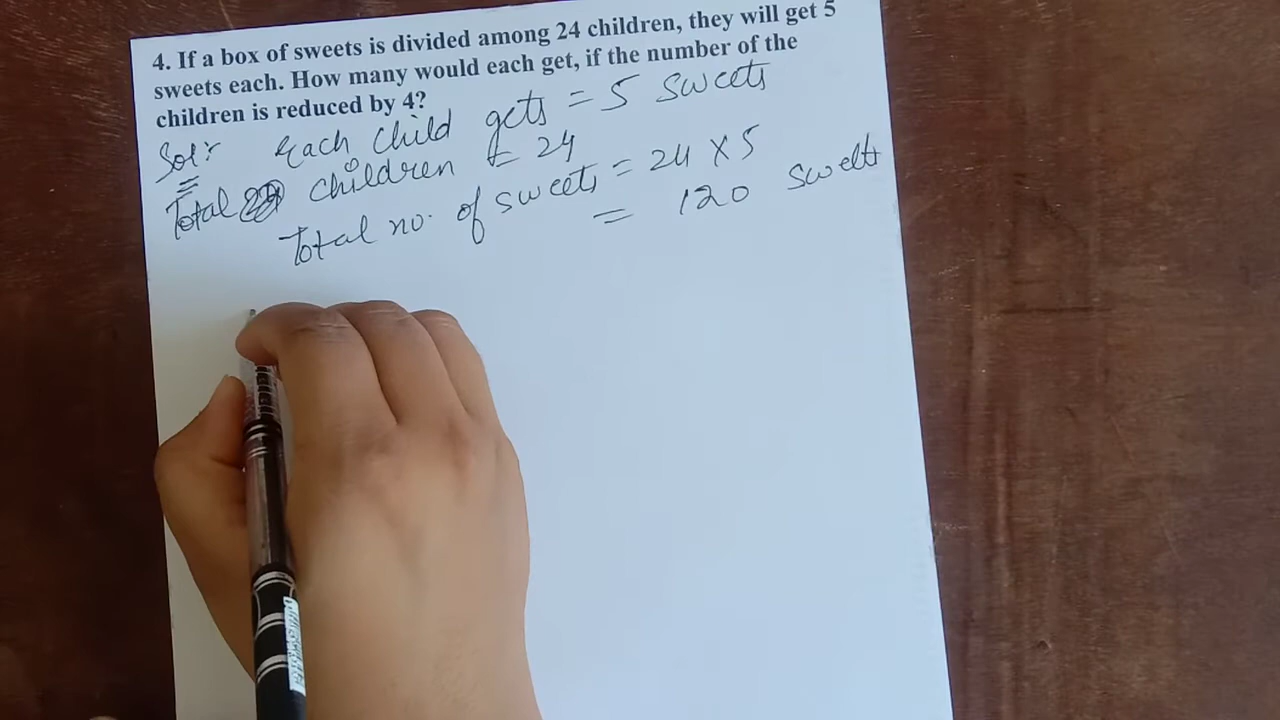 4. If a box of sweets is divided among 24 children, they will get 5
sweets each. How many would each get, if the number of the
children is reduced by 4?
Sol: Each child gets = 5 sweets
Total children = 24
Total no. of sweets = 24 × 5
= 120 sweets